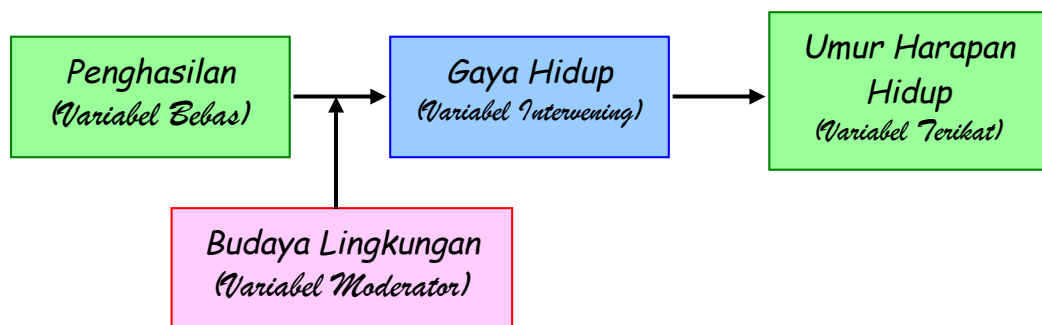 Penghasilan
(Variabel Bebas)
Gaya Hidup
(Variabel Intervening)
Umur Harapan
Hidup
(Variabel Terikat)
Budaya Lingkungan
(Variabel Moderator)